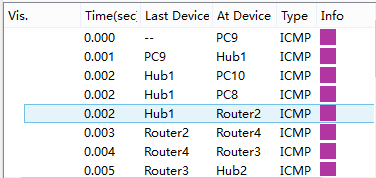 Vis. Time(sec) Last Device At Device Type Info
0.000 -- PC9 ICMP
0.001 PC9 Hub1 ICMP
0.002 Hub1 PC10 ICMP
0.002 Hub1 PC8 ICMP
0.002 Hub1 Router2 ICMP
0.003 Router2 Router4 ICMP
0.004 Router4 Router3 ICMP
0.005 Router3 Hub2 ICMP